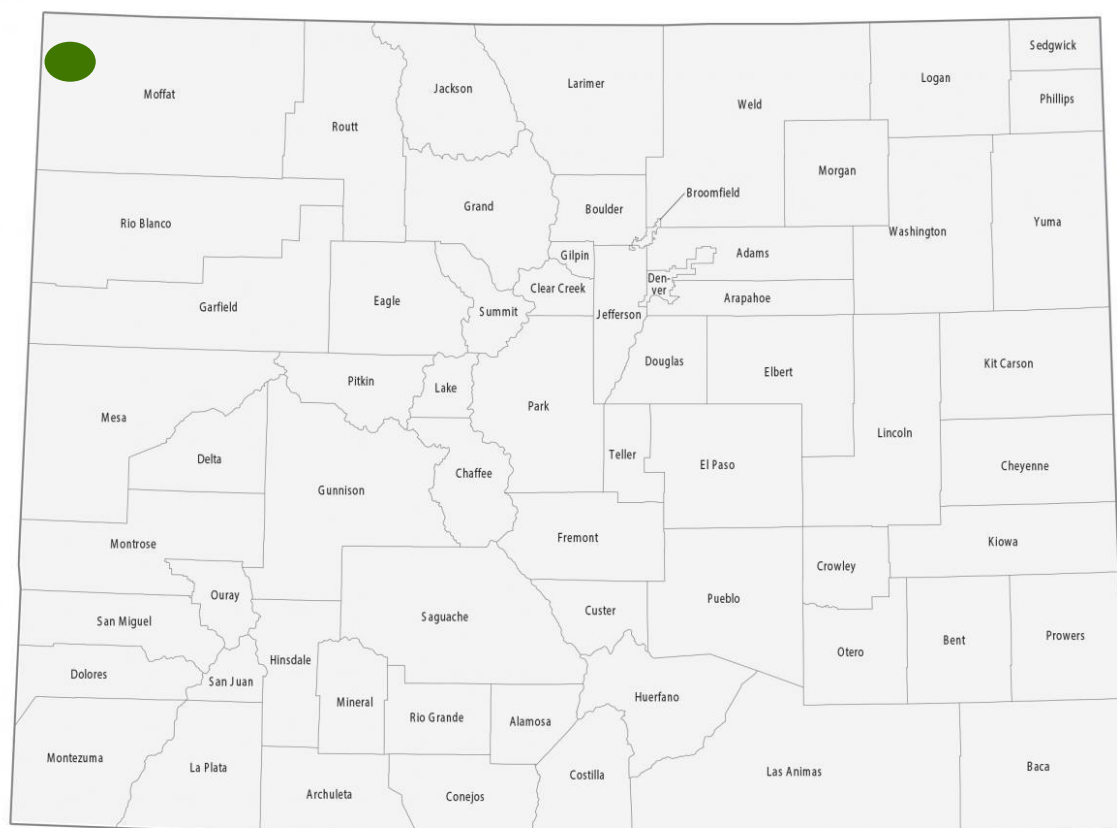 Sedgwick
Logan
Larimer
Jackson
Moffat
Phillips
Weld
Routt
Morgan
Broomfield
Grand
Boulder
Rio Blanco
Yuma
Washington
Gilpin
Adams
Clear Creek
Den-
ver
Arapahoe
Eagle
Garfield
Summit
Jefferson
Douglas
Kit Carson
Elbert
Pitkin
Lake
Park
Mesa
Lincoln
Teller
Delta
El Paso
Cheyenne
Chaffee
Gunnison
Fremont
Kiowa
Montrose
Crowley
Ouray
Pueblo
Custer
Saguache
San Miguel
Prowers
Bent
Otero
Hinsdale
Dolores
San Juan
Huerfano
Mineral
Rio Grande
Alamosa
Montezuma
La Plata
Baca
Las Animas
Costilla
Archuleta
Conejos